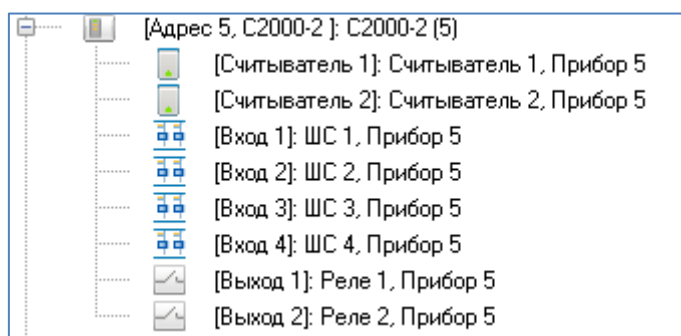 [Адрес 5, С2000-2 ]: С2000-2 (5)
[Считыватель 1]: Считыватель 1, Прибор 5
[Считыватель 2]: Считыватель 2, Прибор 5
[Вход 1]: ШС 1, Прибор 5
[Вход 2]: ШС 2, Прибор 5
[Вход 3]: ШС 3, Прибор 5
[Вход 4]: ШС 4, Прибор 5
[Выход 1]: Реле 1, Прибор 5
[Выход 2]: Реле 2, Прибор 5